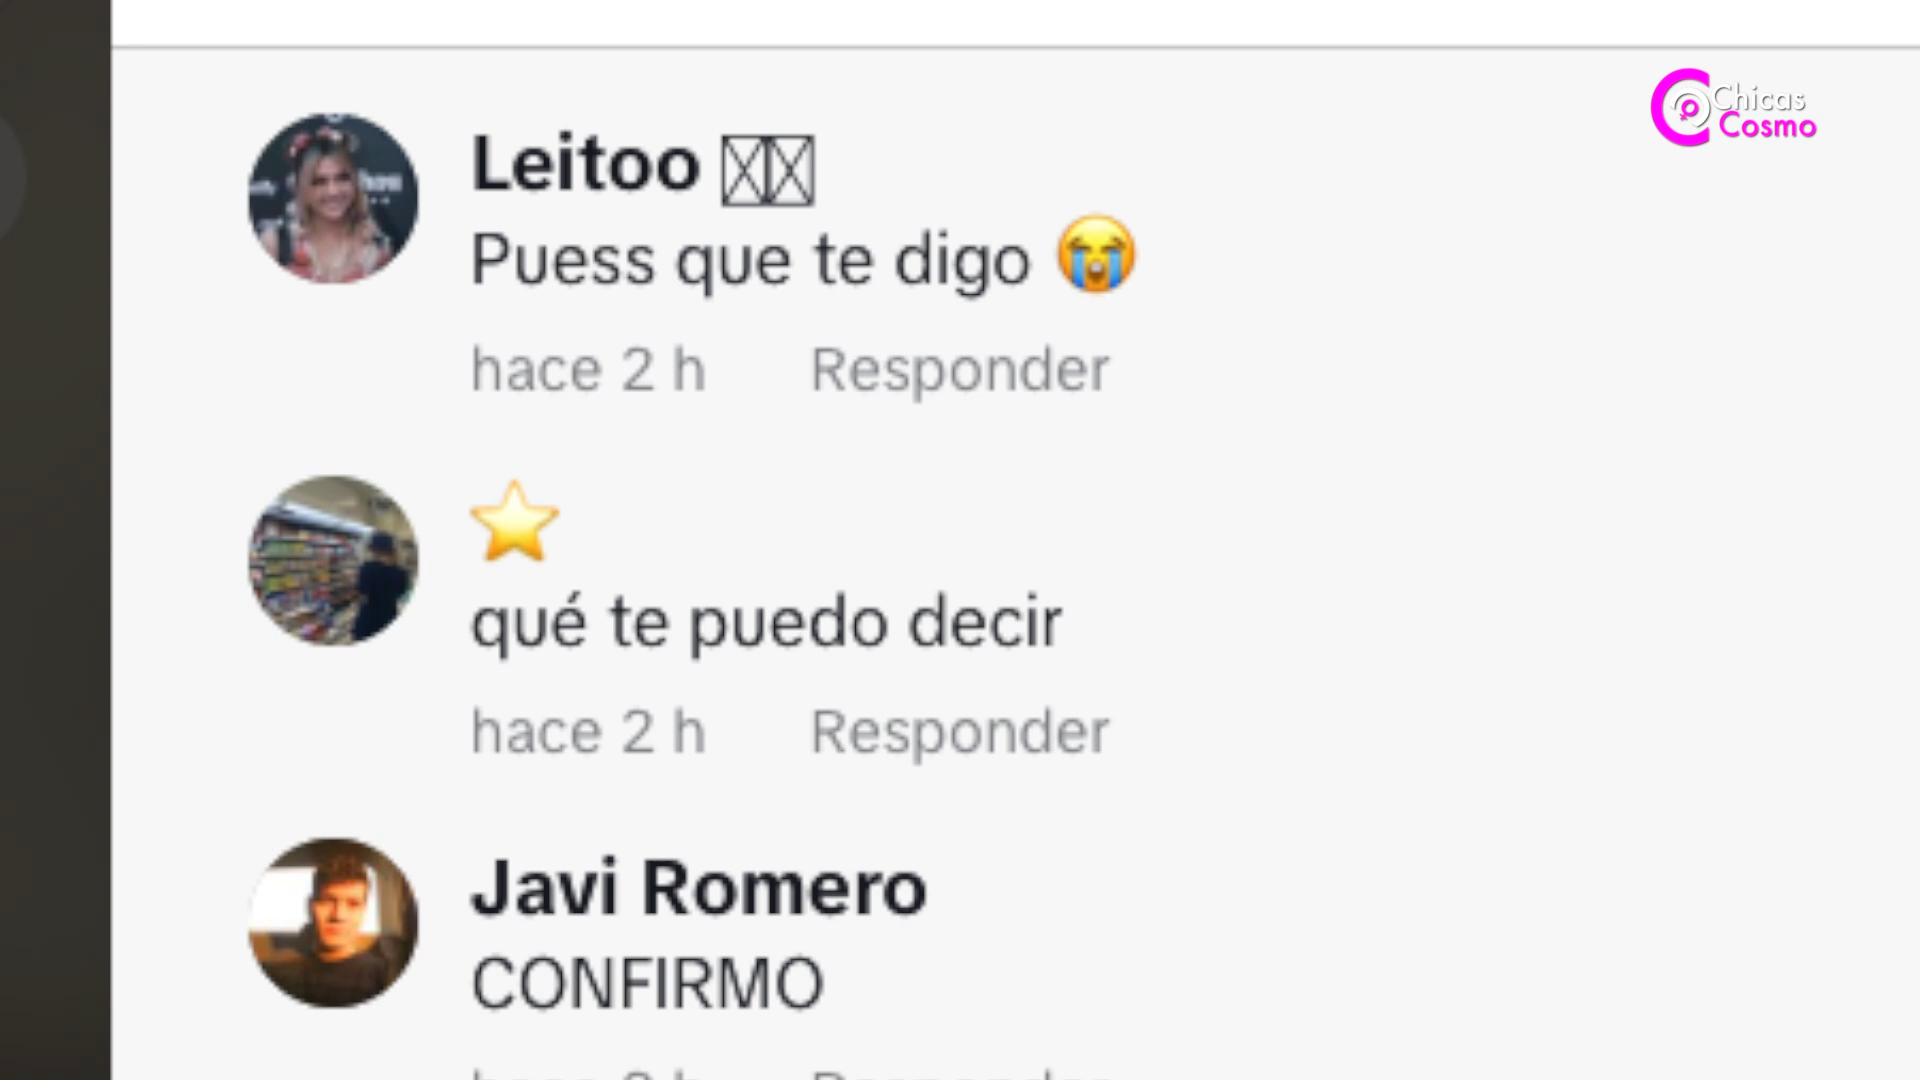 Chicas
Cosmo
Leitoo
Puess que te digo 😭
hace 2 h Responder
⭐
qué te puedo decir
hace 2 h Responder
Javi Romero
CONFIRMO